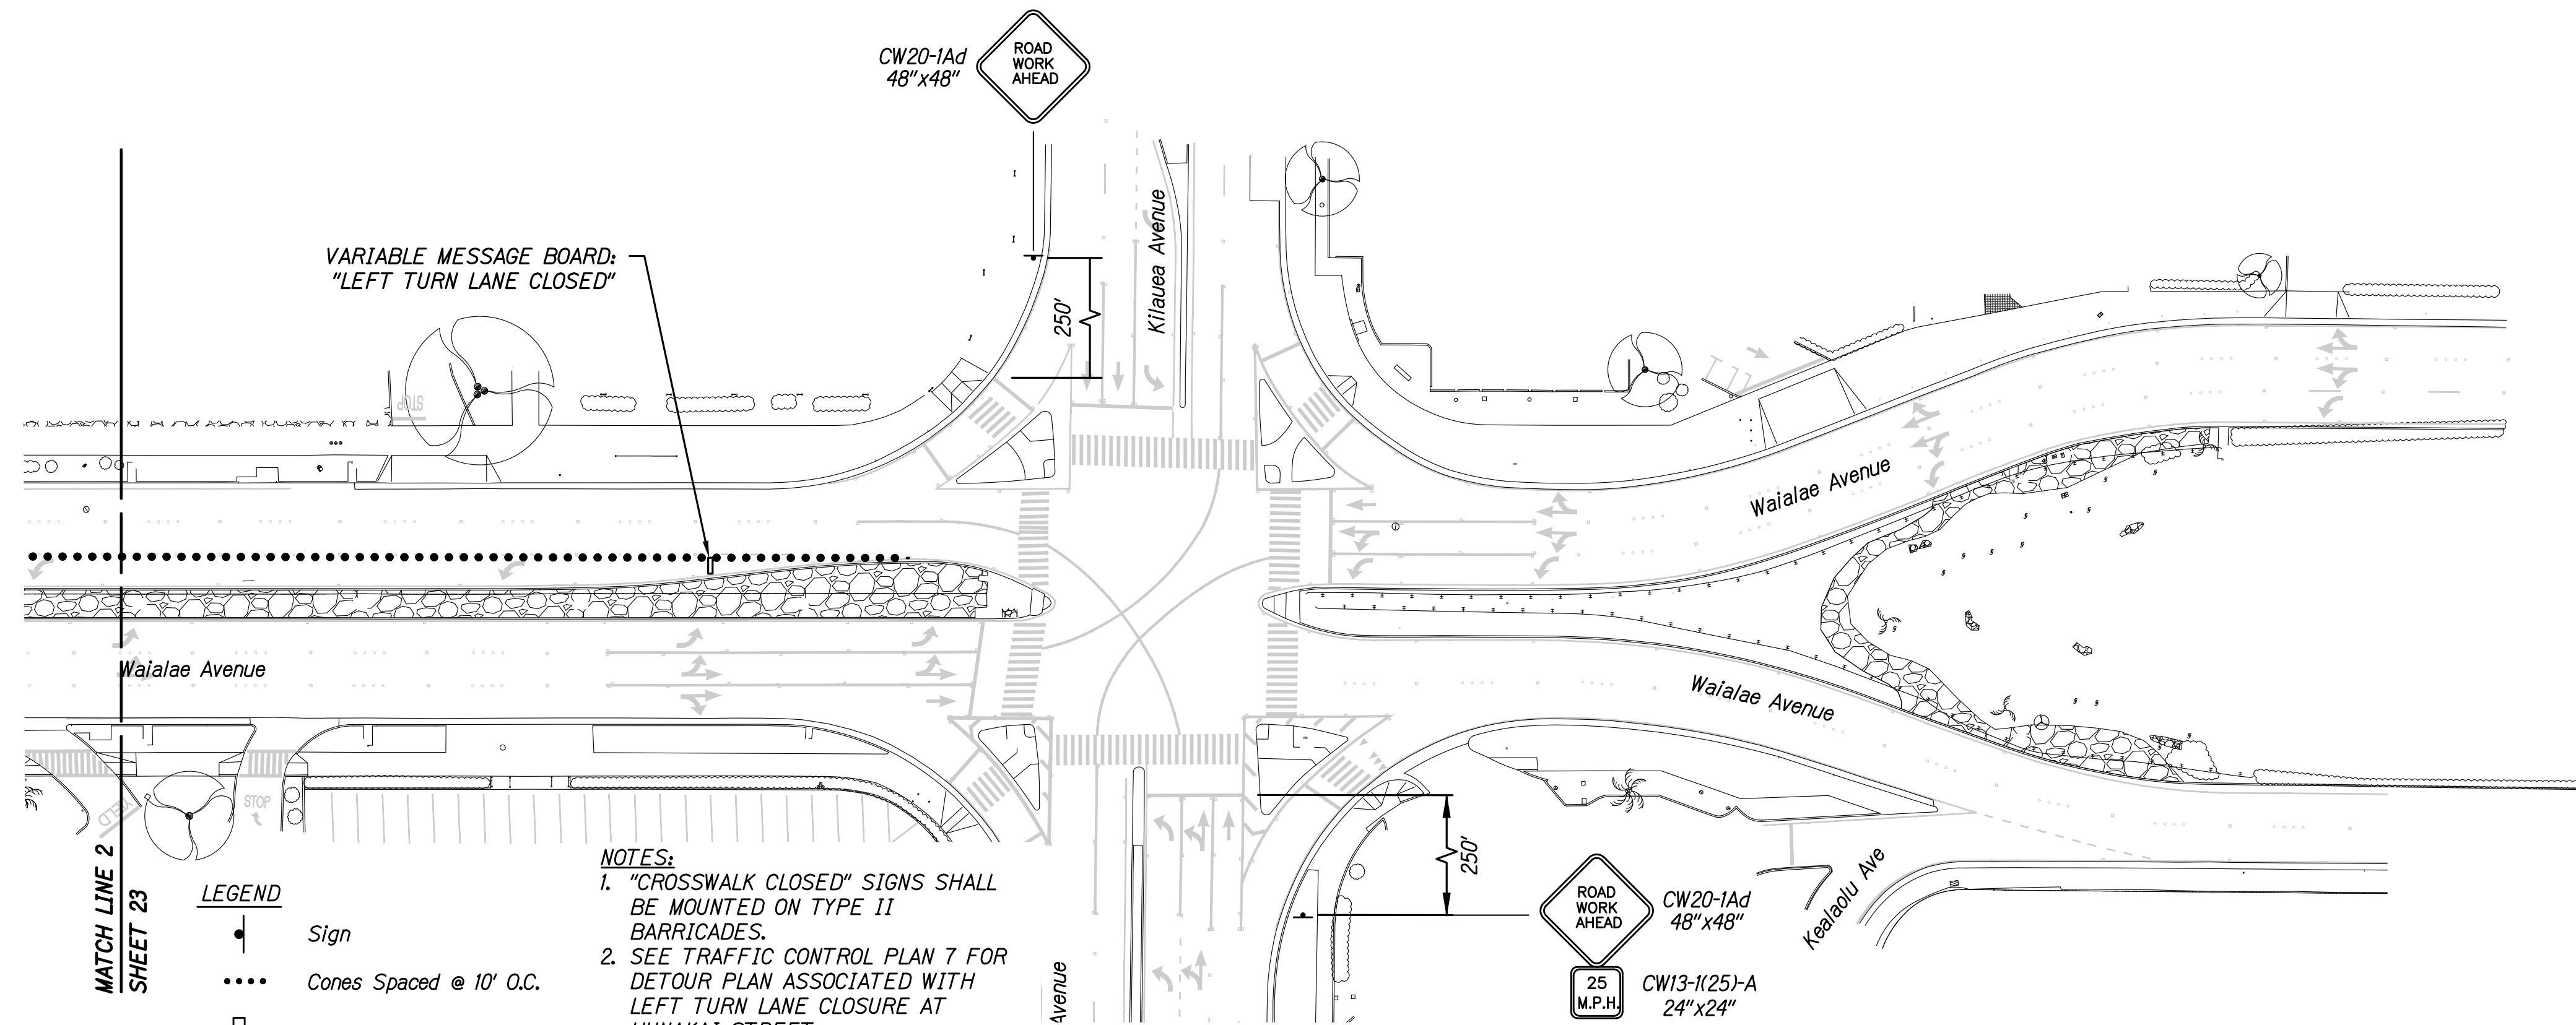 CW20-1Ad
48"x48"
ROAD
WORK
AHEAD
VARIABLE MESSAGE BOARD:
"LEFT TURN LANE CLOSED"
250'
Kilauea Avenue
STOP
Waialae Avenue
Waialae Avenue
Waialae Avenue
YIELD
STOP
MATCH LINE 2
SHEET 23
LEGEND
Sign
Cones Spaced @ 10' O.C.
NOTES:
1. "CROSSWALK CLOSED" SIGNS SHALL
BE MOUNTED ON TYPE II
BARRICADES.
2. SEE TRAFFIC CONTROL PLAN 7 FOR
DETOUR PLAN ASSOCIATED WITH
LEFT TURN LANE CLOSURE AT
Avenue
250'
ROAD
WORK
AHEAD
CW20-1Ad
48"x48"
25
M.P.H.
CW13-1(25)-A
24"x24"
Kealaolu Ave